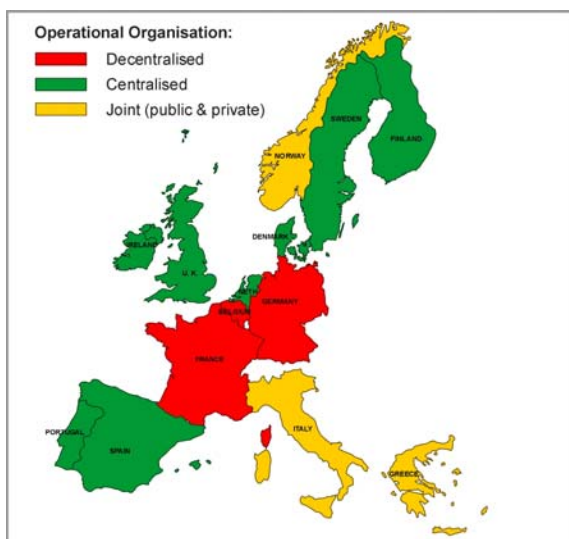 Operational Organisation:
Decentralised
Centralised
Joint (public & private)
SWEDEN
FINLAND
NORWAY
DENMARK
IRELAND
U. K.
NETH
BELGIUM
GERMANY
FRANCE
PORTUGAL
SPAIN
ITALY
GREECE